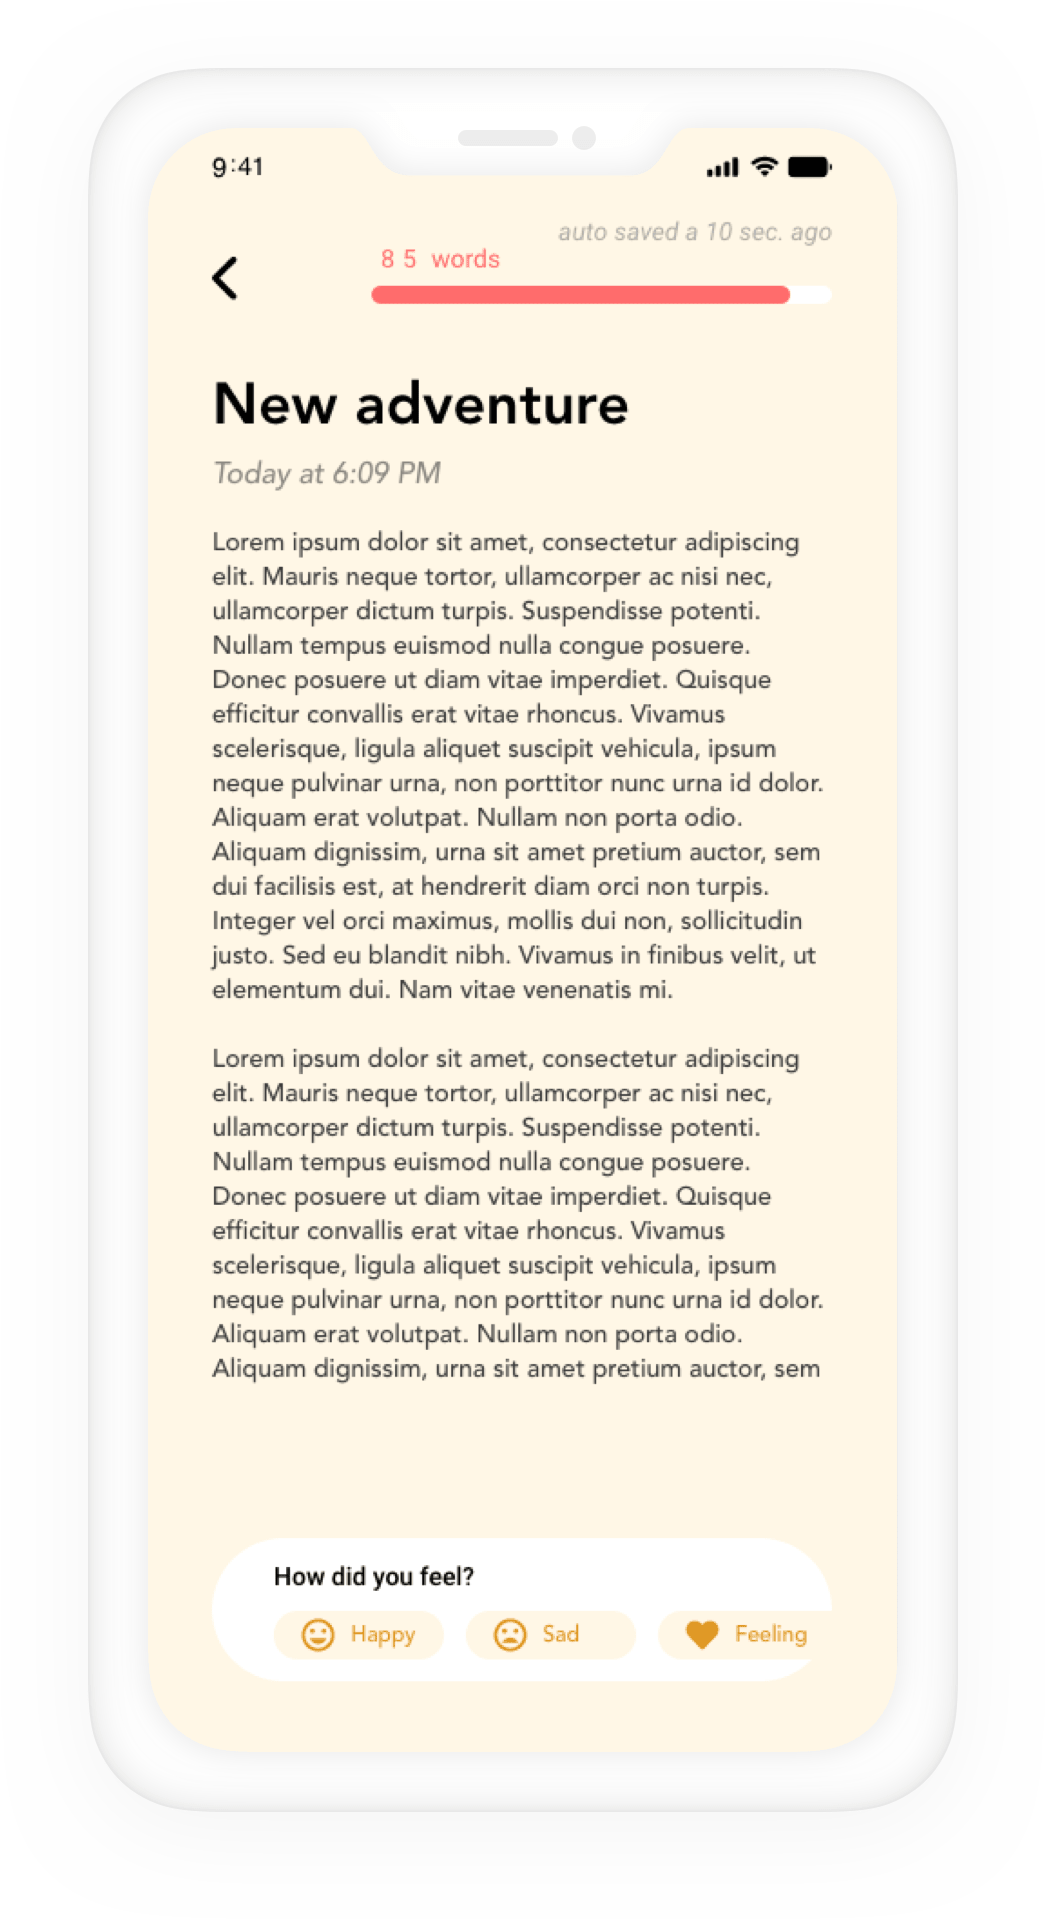 9:41
auto saved a 10 sec. ago
8 5 words
New adventure
Today at 6:09 PM
Lorem ipsum dolor sit amet, consectetur adipiscing
elit. Mauris neque tortor, ullamcorper ac nisi nec,
ullamcorper dictum turpis. Suspendisse potenti.
Nullam tempus euismod nulla congue posuere.
Donec posuere ut diam vitae imperdiet. Quisque
efficitur convallis erat vitae rhoncus. Vivamus
scelerisque, ligula aliquet suscipit vehicula, ipsum
neque pulvinar urna, non porttitor nunc urna id dolor.
Aliquam erat volutpat. Nullam non porta odio.
Aliquam dignissim, urna sit amet pretium auctor, sem
dui facilisis est, at hendrerit diam orci non turpis.
Integer vel orci maximus, mollis dui non, sollicitudin
justo. Sed eu blandit nibh. Vivamus in finibus velit, ut
elementum dui. Nam vitae venenatis mi.
Lorem ipsum dolor sit amet, consectetur adipiscing
elit. Mauris neque tortor, ullamcorper ac nisi nec,
ullamcorper dictum turpis. Suspendisse potenti.
Nullam tempus euismod nulla congue posuere.
Donec posuere ut diam vitae imperdiet. Quisque
efficitur convallis erat vitae rhoncus. Vivamus
scelerisque, ligula aliquet suscipit vehicula, ipsum
neque pulvinar urna, non porttitor nunc urna id dolor.
Aliquam erat volutpat. Nullam non porta odio.
Aliquam dignissim, urna sit amet pretium auctor, sem
How did you feel?
Happy Sad Feeling